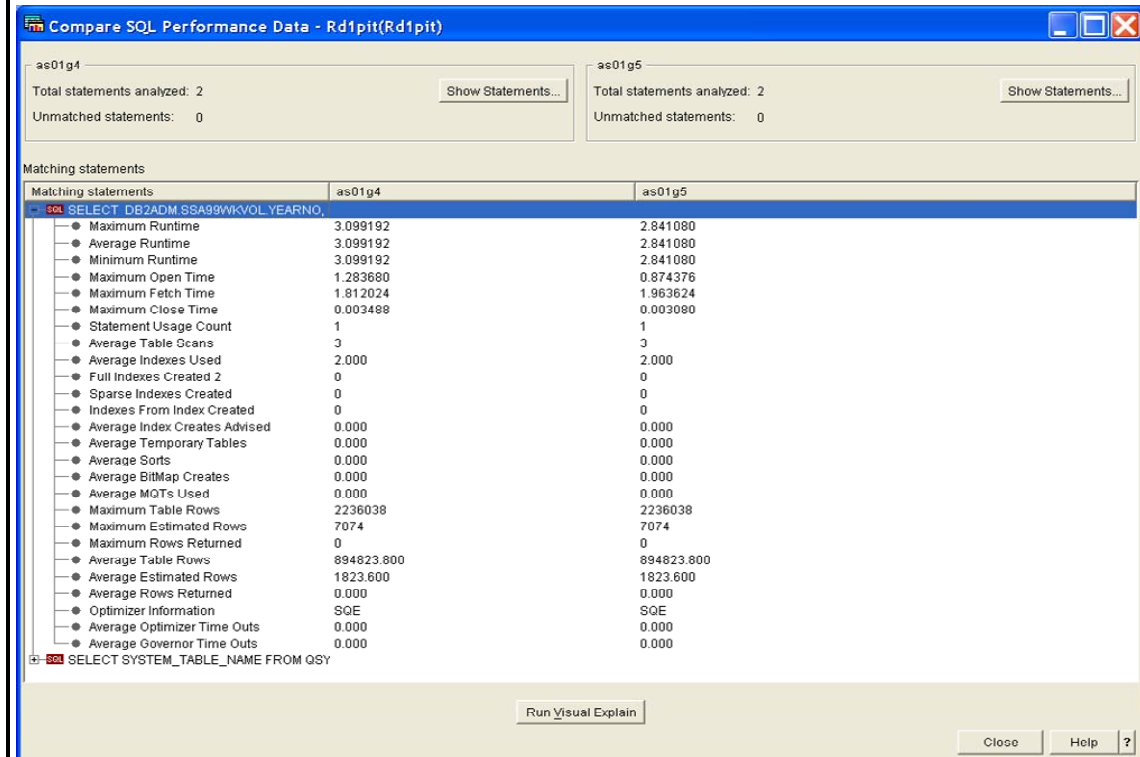 Compare SQL Performance Data - Rd1pit(Rd1pit)
as01g4
Total statements analyzed: 2
Show Statements...
Unmatched statements: 0
as01g5
Total statements analyzed: 2
Show Statements...
Unmatched statements: 0
Matching statements
Matching statements as01g4 as01g5
SQL SELECT DB2ADM.SSA99WKVOL.YEARNO,
Maximum Runtime 3.099192 2.841080
Average Runtime 3.099192 2.841080
Minimum Runtime 3.099192 2.841080
Maximum Open Time 1.283680 0.874376
Maximum Fetch Time 1.812024 1.963624
Maximum Close Time 0.003488 0.003080
Statement Usage Count 1 1
Average Table Scans 3 3
Average Indexes Used 2.000 2.000
Full Indexes Created 2 0 0
Sparse Indexes Created 0 0
Indexes From Index Created 0 0
Average Index Creates Advised 0.000 0.000
Average Temporary Tables 0.000 0.000
Average Sorts 0.000 0.000
Average BitMap Creates 0.000 0.000
Average MQTs Used 0.000 0.000
Maximum Table Rows 2236038 2236038
Maximum Estimated Rows 7074 7074
Maximum Rows Returned 0 0
Average Table Rows 894823.800 894823.800
Average Estimated Rows 1823.600 1823.600
Average Rows Returned 0.000 0.000
Optimizer Information SQE SQE
Average Optimizer Time Outs 0.000 0.000
Average Governor Time Outs 0.000 0.000
SQL SELECT SYSTEM_TABLE_NAME FROM QSY
Run Visual Explain
Close Help ?